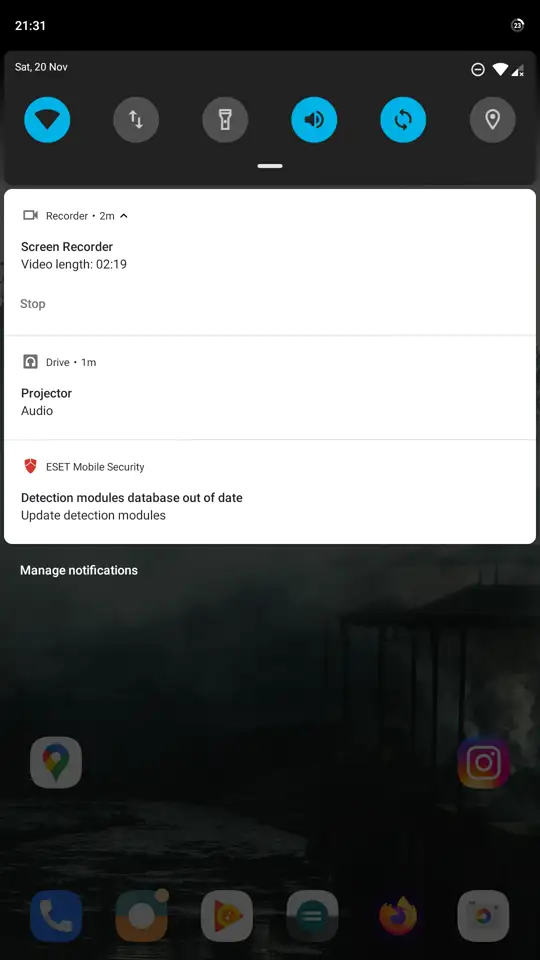 21:31
23
Sat, 20 Nov
Recorder • 2m
Screen Recorder
Video length: 02:19
Stop
Drive • 1m
Projector
Audio
ESET Mobile Security
Detection modules database out of date
Update detection modules
Manage notifications